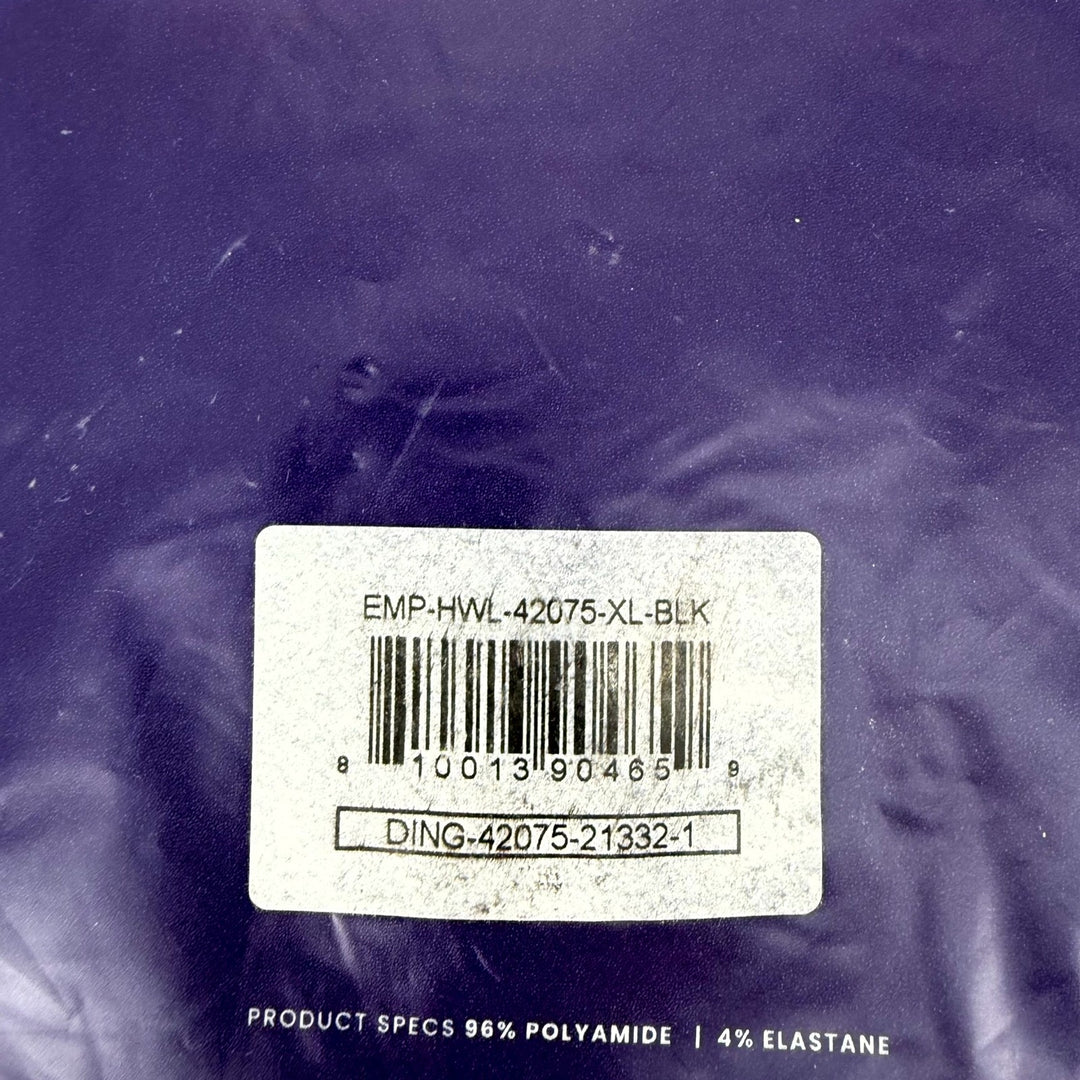 EMP-HWL-42075-XL-BLK
8 10013 90465 9
DING-42075-21332-1
PRODUCT SPECS 96% POLYAMIDE | 4% ELASTANE